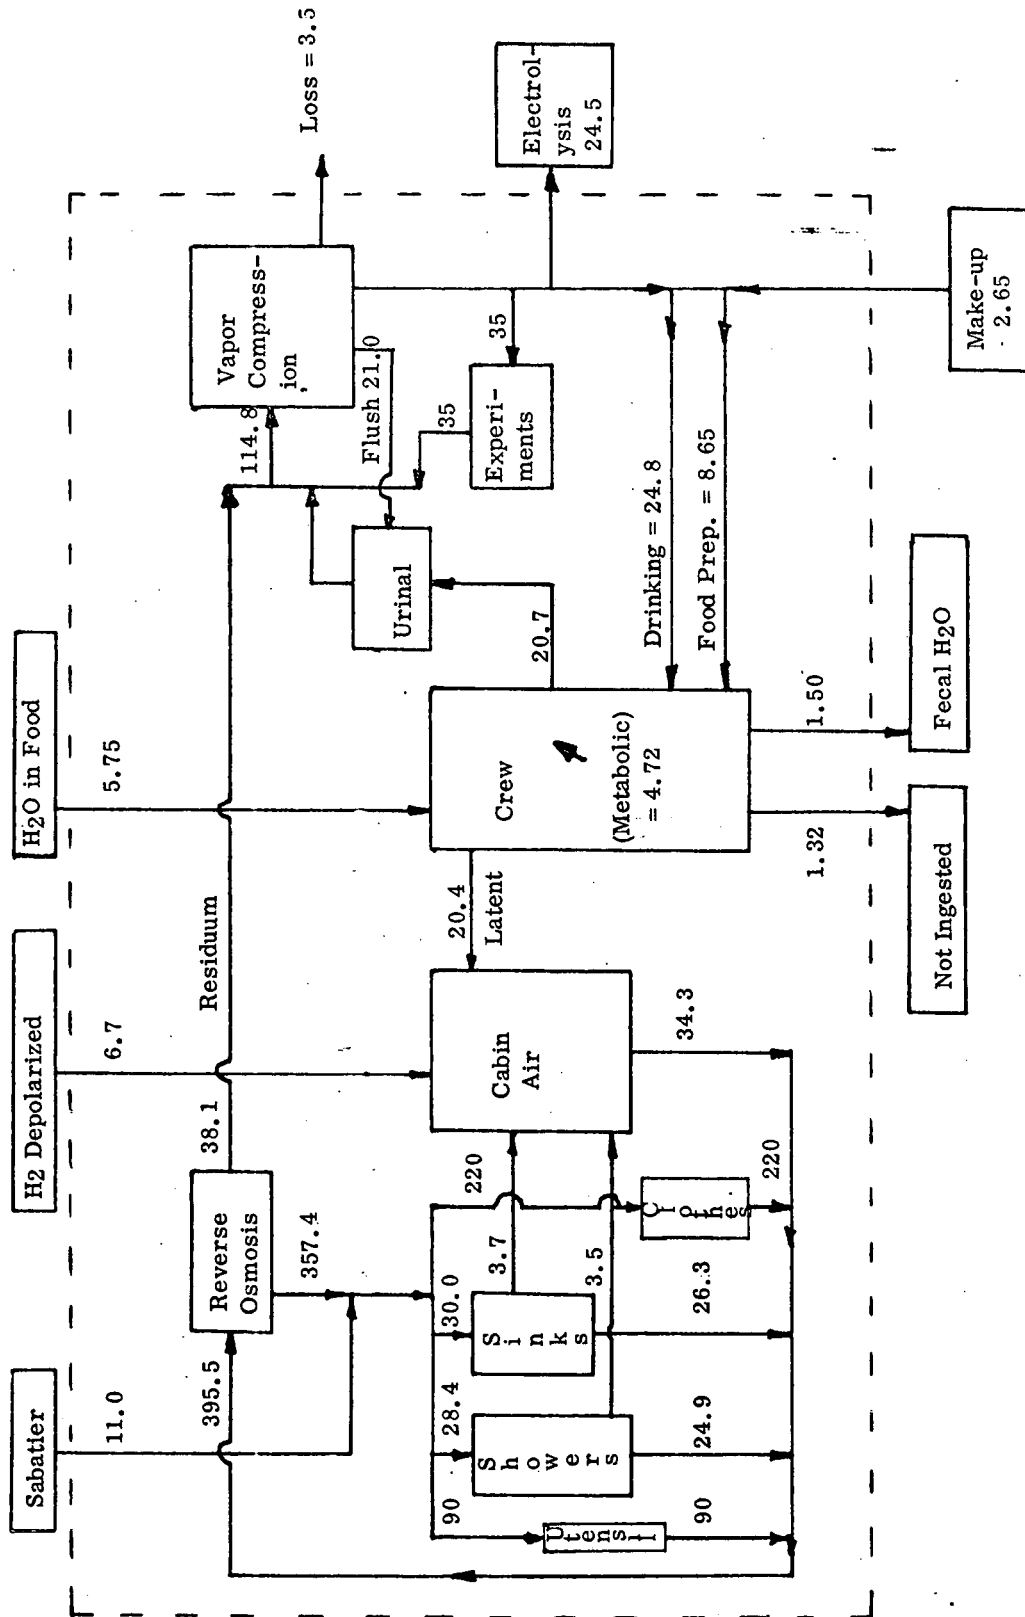 Sabatier
H2 Depolarized
H2O in Food
11.0
6.7
5.75
395.5
Reverse
Osmosis
38.1
Residuum
357.4
114.8
Vapor
Compress-
ion,
Loss = 3.5
Flush 21.0
Urinal
35
Experi-
ments
35
Electrol-
ysis
24.5
90
28.4
30.0
220
3.7
3.5
Utensil
Showers
Sinks
Clothes
90
24.9
26.3
220
Cabin
Air
34.3
20.4
Latent
Crew
(Metabolic)
= 4.72
20.7
Drinking = 24.8
Food Prep. = 8.65
1.32
1.50
Not Ingested
Fecal H2O
Make-up
2.65